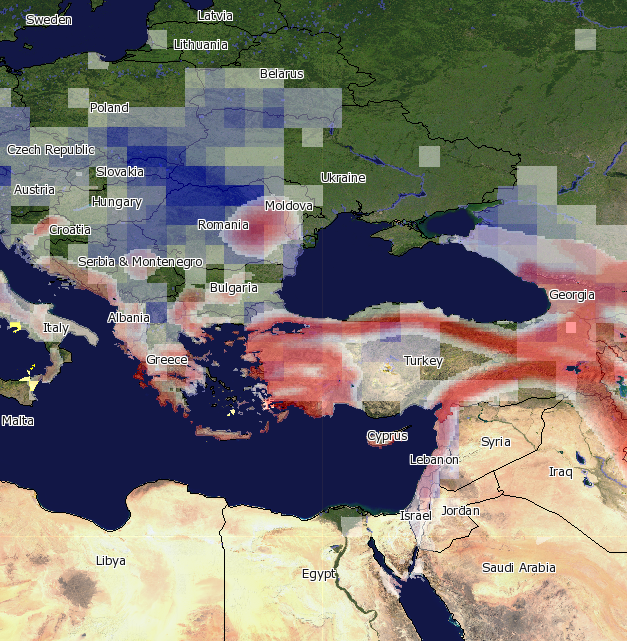 Sweden
Latvia
Lithuania
Belarus
Poland
Czech Republic
Slovakia
Ukraine
Austria
Hungary
Moldova
Romania
Croatia
Serbia & Montenegro
Bulgaria
Georgia
Albania
Italy
Greece
Turkey
Malta
Cyprus
Syria
Lebanon
Iraq
Israel
Jordan
Libya
Egypt
Saudi Arabia